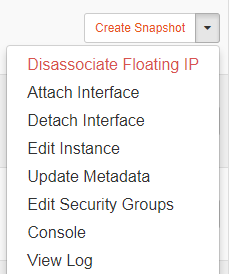 Create Snapshot
Disassociate Floating IP
Attach Interface
Detach Interface
Edit Instance
Update Metadata
Edit Security Groups
Console
View Log